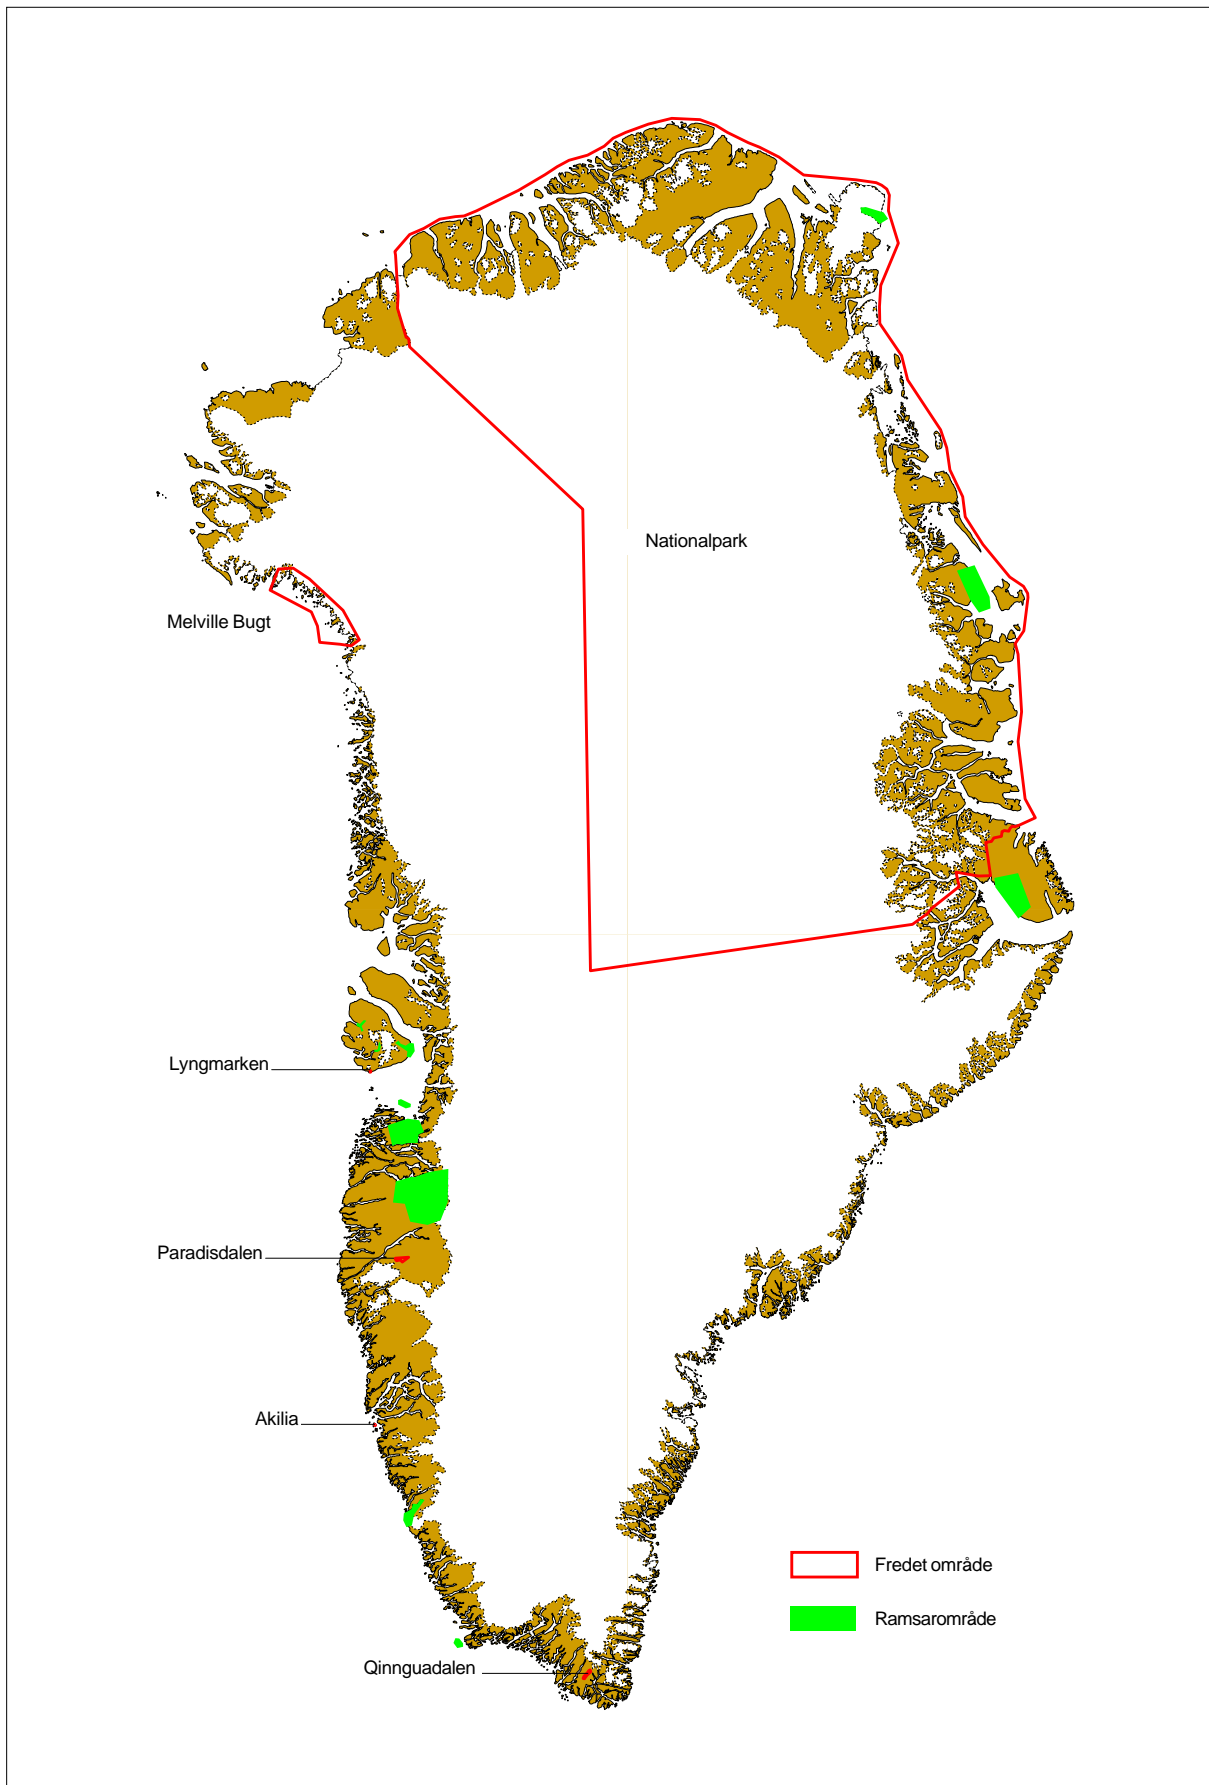 Nationalpark
Melville Bugt
Lyngmarken
Paradisdalen
Akilia
Fredet område
Ramsarområde
Qinnguadalen